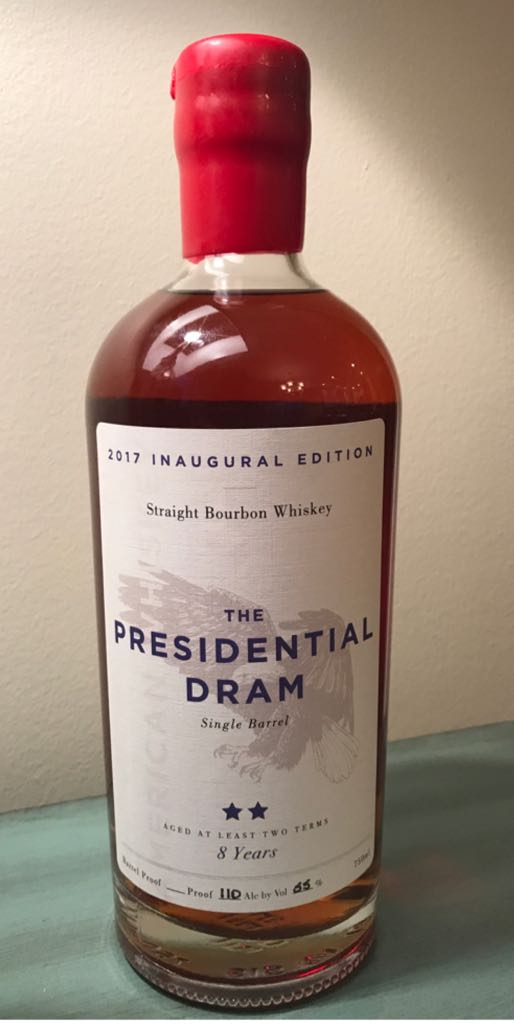 2017 INAUGURAL EDITION
Straight Bourbon Whiskey
THE
PRESIDENTIAL
DRAM
Single Barrel
AGED AT LEAST TWO TERMS
8 Years
Barrel Proof Proof 110 Alc by Vol 55 % 750ml